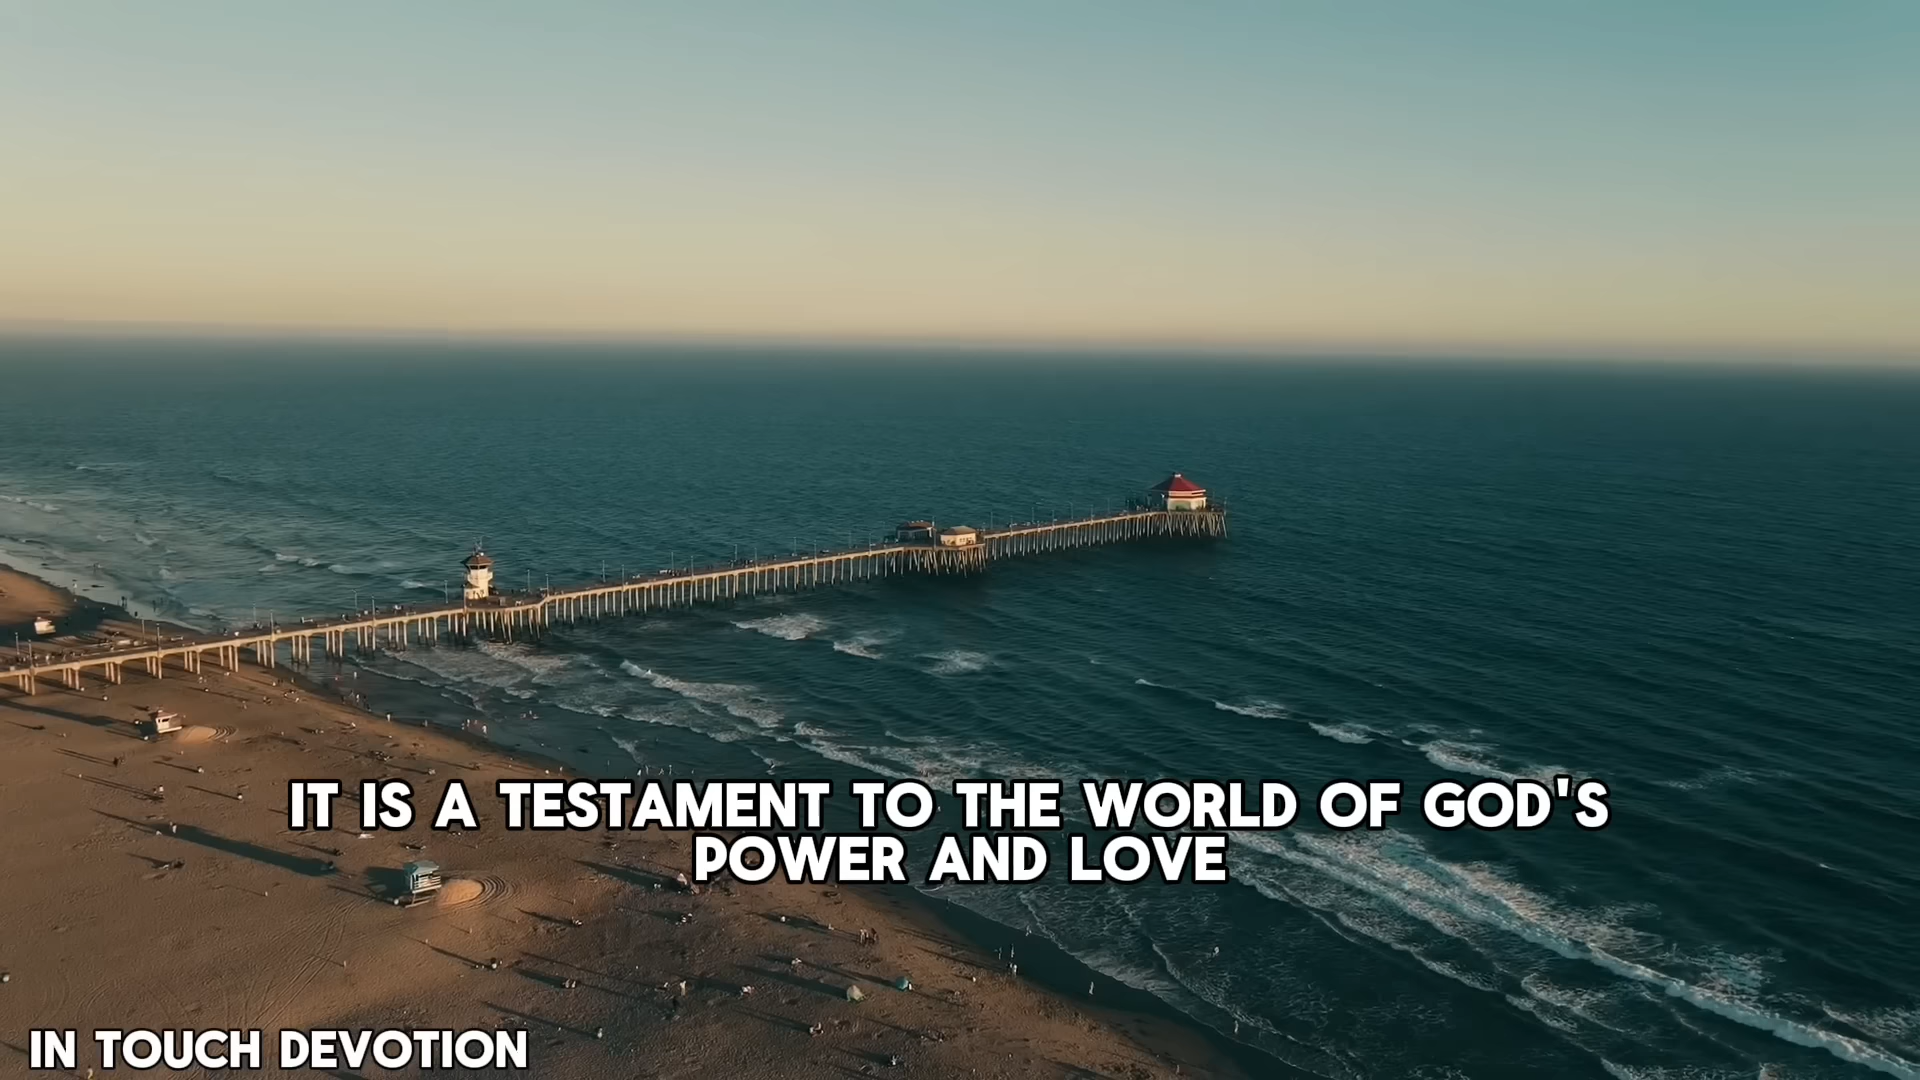 IT IS A TESTAMENT TO THE WORLD OF GOD'S
POWER AND LOVE
IN TOUCH DEVOTION